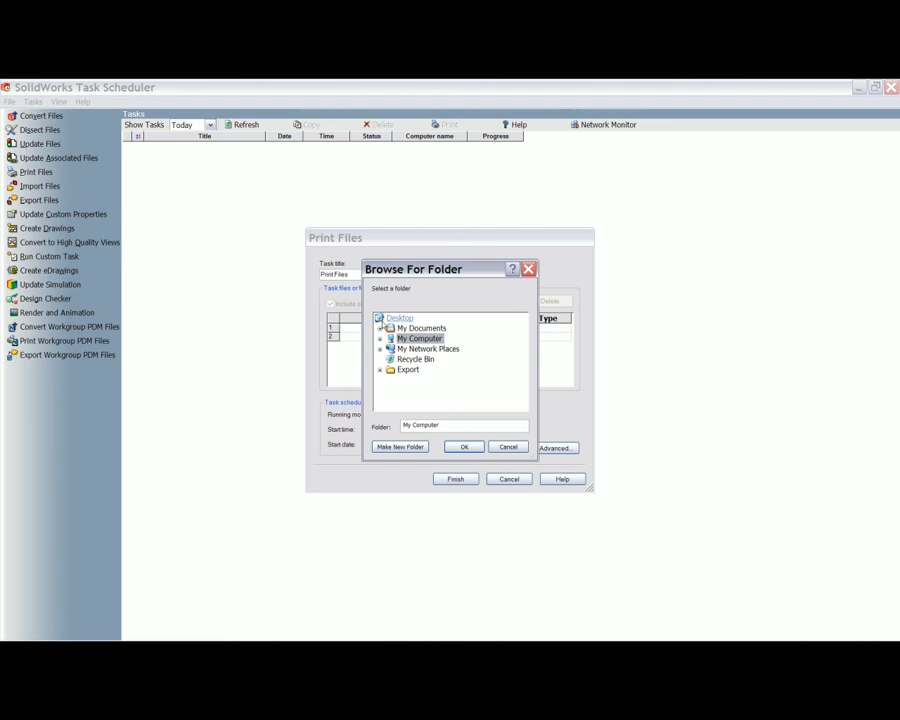 SolidWorks Task Scheduler
File Tasks View Help
Convert Files
Dissect Files
Update Files
Update Associated Files
Print Files
Import Files
Export Files
Update Custom Properties
Create Drawings
Convert to High Quality Views
Run Custom Task
Create eDrawings
Update Simulation
Design Checker
Render and Animation
Convert Workgroup PDM Files
Print Workgroup PDM Files
Export Workgroup PDM Files
Tasks
Show Tasks Today Refresh Copy Delete Print Help Network Monitor
Title Date Time Status Computer name Progress
Print Files
Task title:
Print Files
Task files or
Delete
Type
1
2
Running mo
Start time:
Start date:
Advanced...
Finish Cancel Help
Browse For Folder
Select a folder
Desktop
My Documents
My Computer
My Network Places
Recycle Bin
Export
Folder: My Computer
Make New Folder OK Cancel